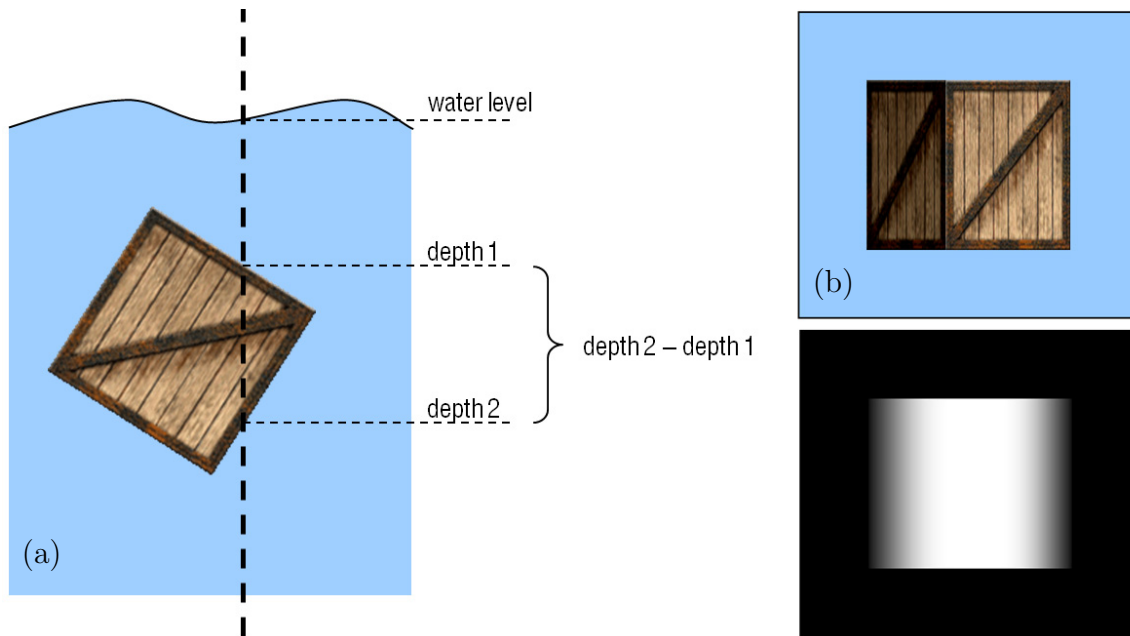 water level
depth 1
depth 2 – depth 1
depth 2
(a)
(b)